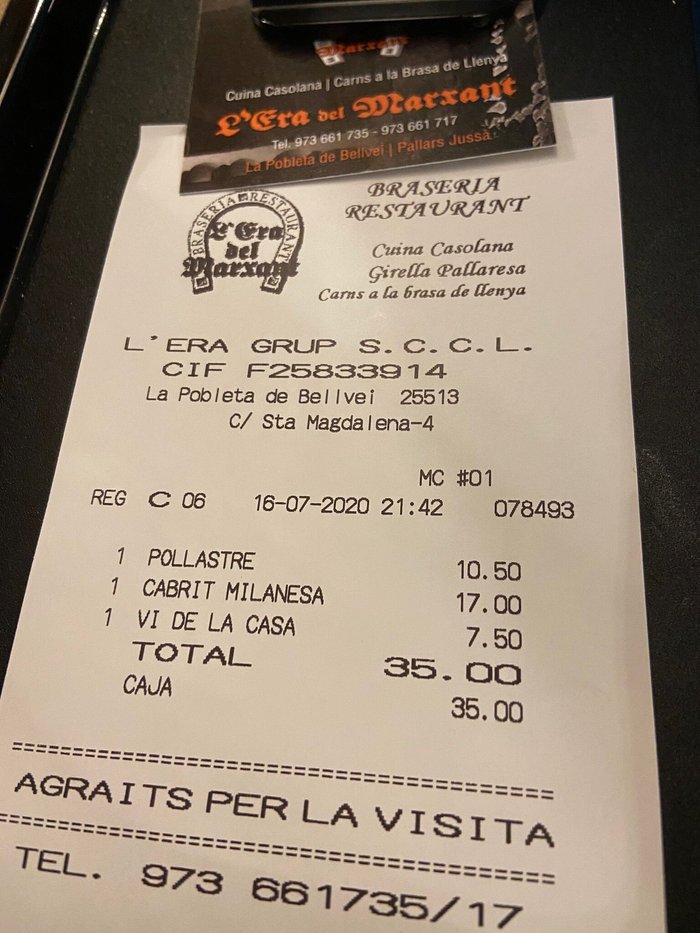 Marxant
Cuina Casolana | Carns a la Brasa de Llenya
L'Era del Marxant
Tel. 973 661 735 - 973 661 717
La Pobleta de Bellvei | Pallars Jussà
BRASERIA RESTAURANT
L'Era
del
Marxant
BRASERIA
RESTAURANT
Cuina Casolana
Girella Pallaresa
Carns a la brasa de llenya
L'ERA GRUP S.C.C.L.
CIF F25833914
La Pobleta de Bellvei 25513
C/ Sta Magdalena-4
MC #01
REG C 06 16-07-2020 21:42 078493
1 POLLASTRE 10.50
1 CABRIT MILANESA 17.00
1 VI DE LA CASA 7.50
TOTAL 35.00
CAJA 35.00
================================
AGRAITS PER LA VISITA
================================
TEL. 973 661735/17